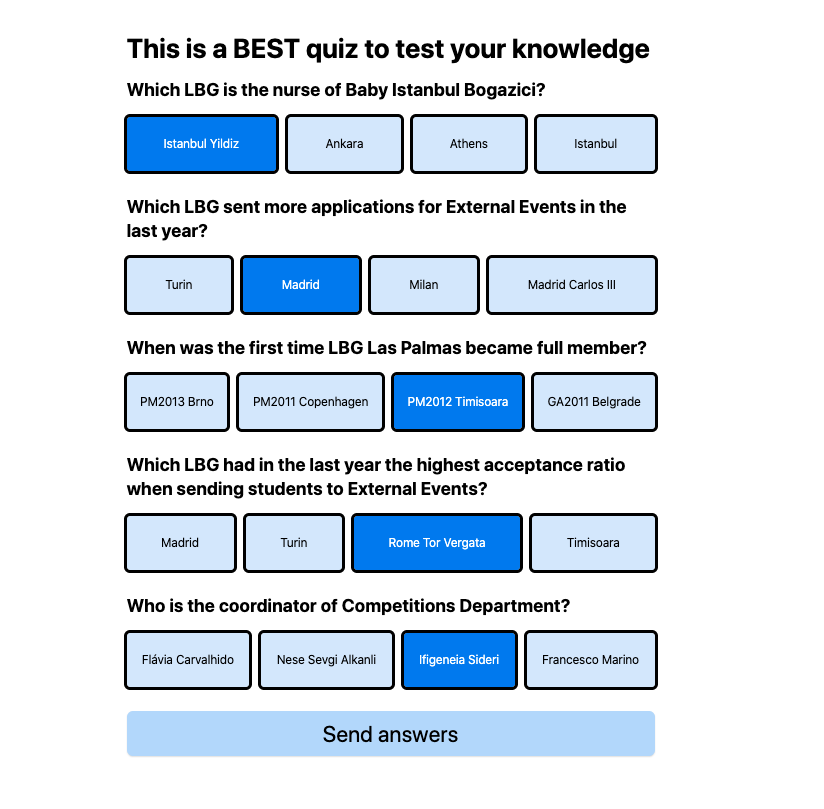 This is a BEST quiz to test your knowledge
Which LBG is the nurse of Baby Istanbul Bogazici?
Istanbul Yildiz Ankara Athens Istanbul
Which LBG sent more applications for External Events in the
last year?
Turin Madrid Milan Madrid Carlos III
When was the first time LBG Las Palmas became full member?
PM2013 Brno PM2011 Copenhagen PM2012 Timisoara GA2011 Belgrade
Which LBG had in the last year the highest acceptance ratio
when sending students to External Events?
Madrid Turin Rome Tor Vergata Timisoara
Who is the coordinator of Competitions Department?
Flávia Carvalhido Nese Sevgi Alkanli Ifigeneia Sideri Francesco Marino
Send answers